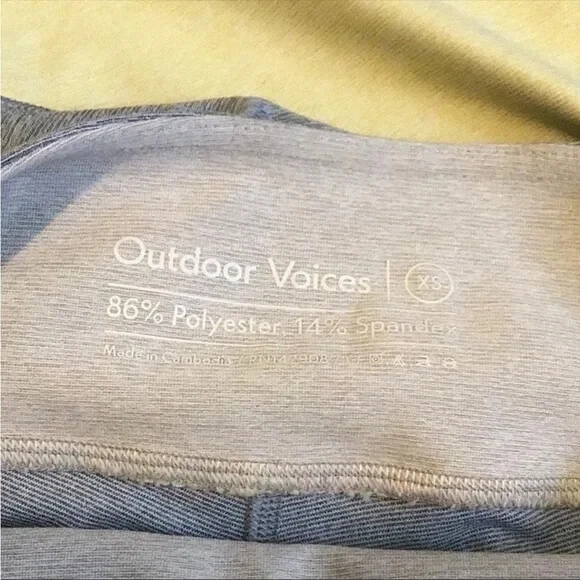 Outdoor Voices | XS
86% Polyester, 14% Spandex
Made in Cambodia /